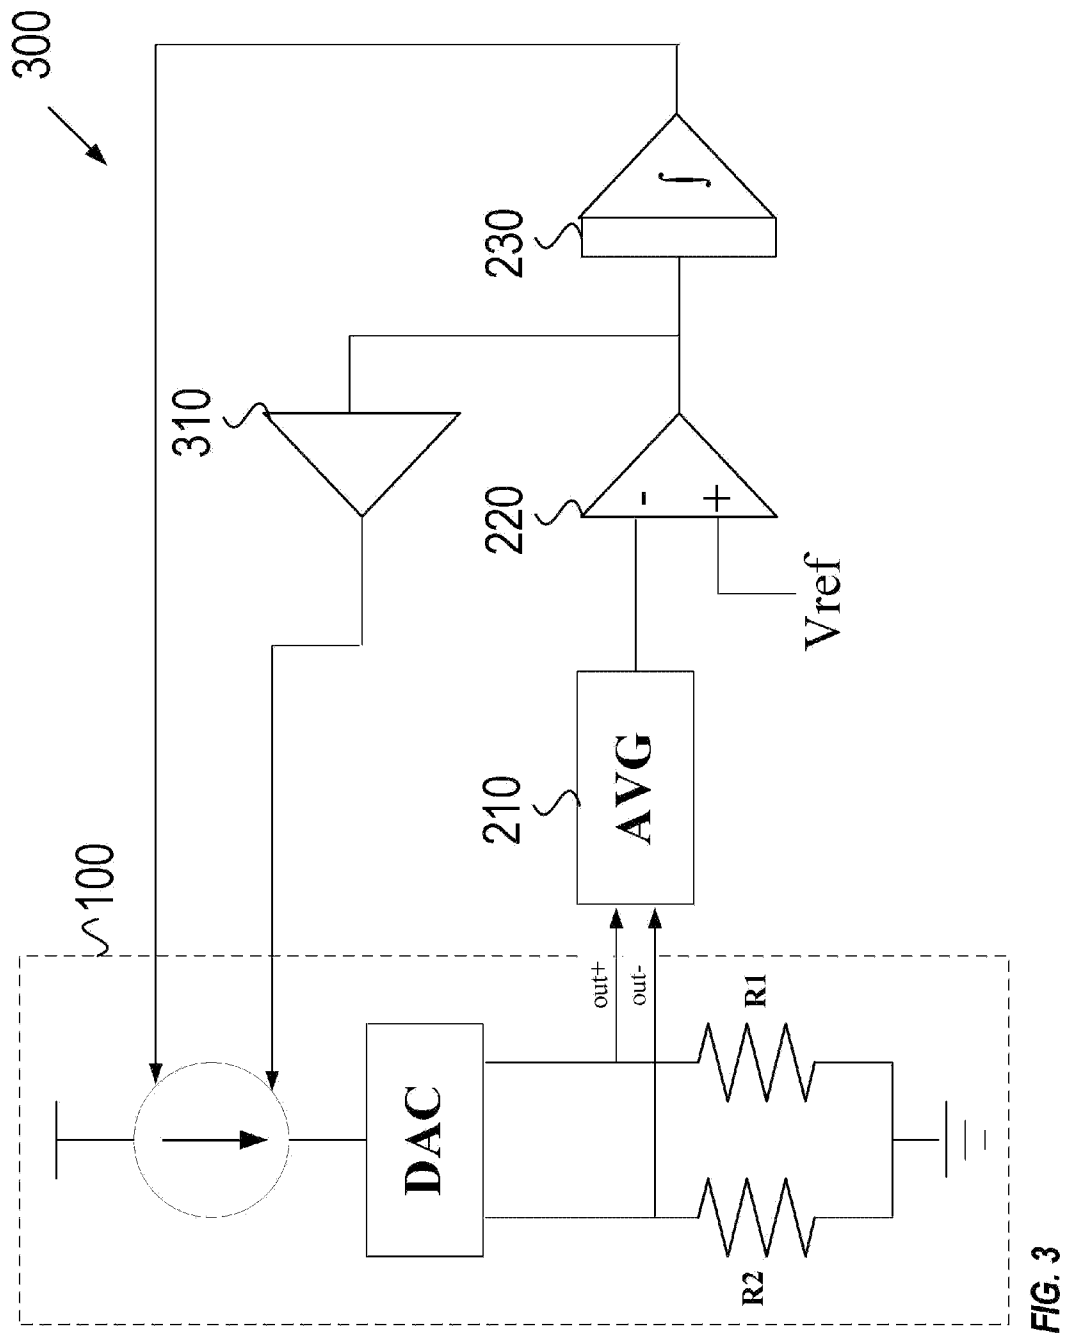 300
100
310
230
220
210
∫
-
+
Vref
AVG
DAC
out+
out-
R1
R2
FIG. 3